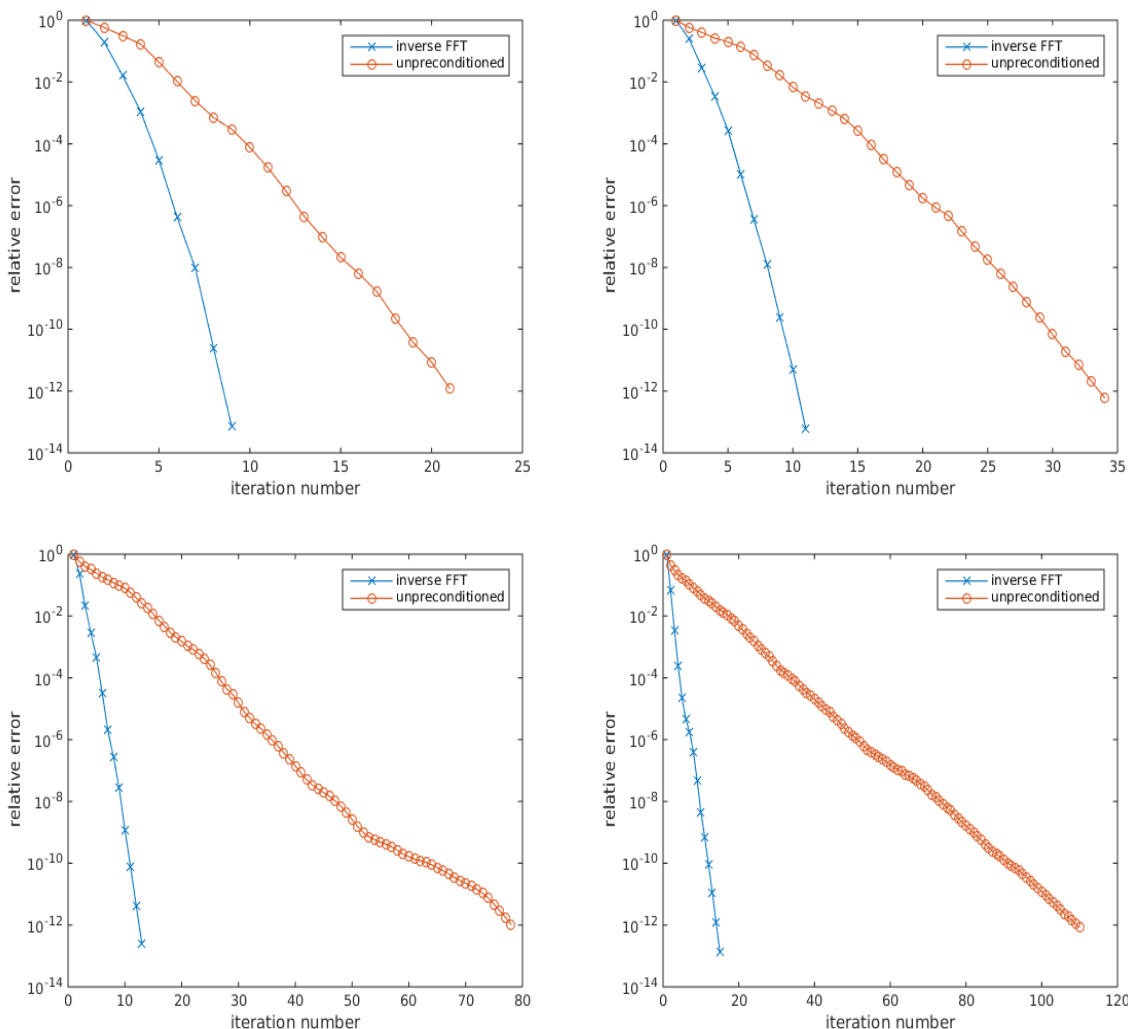 10^0
10^-2
10^-4
10^-6
10^-8
10^-10
10^-12
10^-14
relative error
0 5 10 15 20 25
iteration number
inverse FFT
unpreconditioned
10^0
10^-2
10^-4
10^-6
10^-8
10^-10
10^-12
10^-14
relative error
0 5 10 15 20 25 30 35
iteration number
inverse FFT
unpreconditioned
10^0
10^-2
10^-4
10^-6
10^-8
10^-10
10^-12
10^-14
relative error
0 10 20 30 40 50 60 70 80
iteration number
inverse FFT
unpreconditioned
10^0
10^-2
10^-4
10^-6
10^-8
10^-10
10^-12
10^-14
relative error
0 20 40 60 80 100 120
iteration number
inverse FFT
unpreconditioned